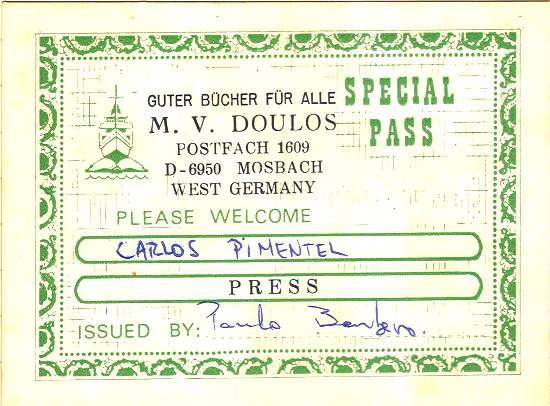 GUTER BÜCHER FÜR ALLE
SPECIAL PASS
M. V. DOULOS
POSTFACH 1609
D-6950 MOSBACH
WEST GERMANY
PLEASE WELCOME
CARLOS PIMENTEL
PRESS
ISSUED BY: Paulo